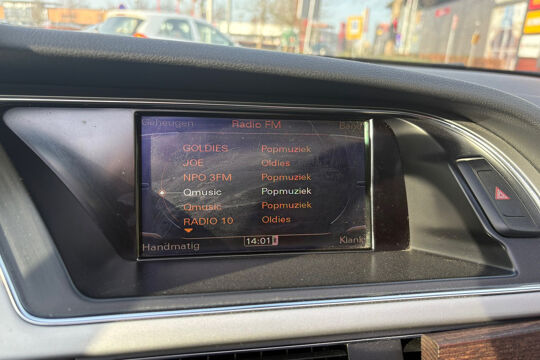 Geheugen Radio FM Band
GOLDIES Popmuziek
JOE Oldies
NPO 3FM Popmuziek
Qmusic Popmuziek
Qmusic Popmuziek
RADIO 10 Oldies
Handmatig 14:01 Klank